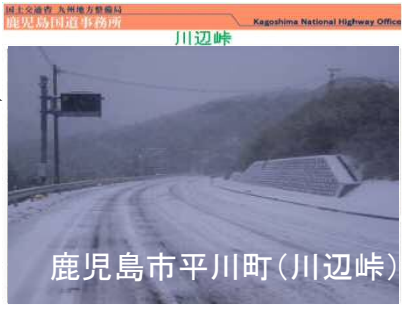 国土交通省 九州地方整備局
鹿児島国道事務所
Kagoshima National Highway Office
川辺峠
鹿児島市平川町(川辺峠)